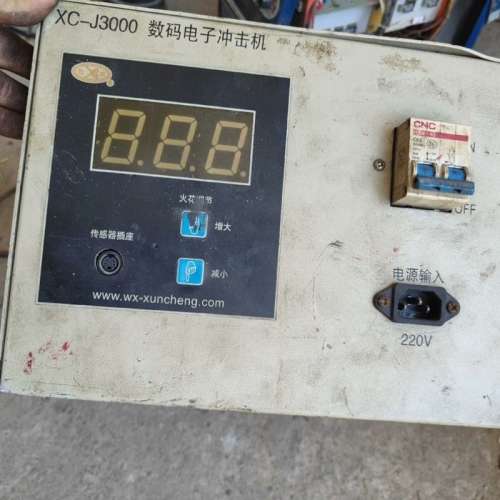 XC-J3000 数码电子冲击机
8.8.8.
CNC
OFF
火花调节
增大
传感器插座
减小
电源输入
www.wx-xuncheng.com
220V